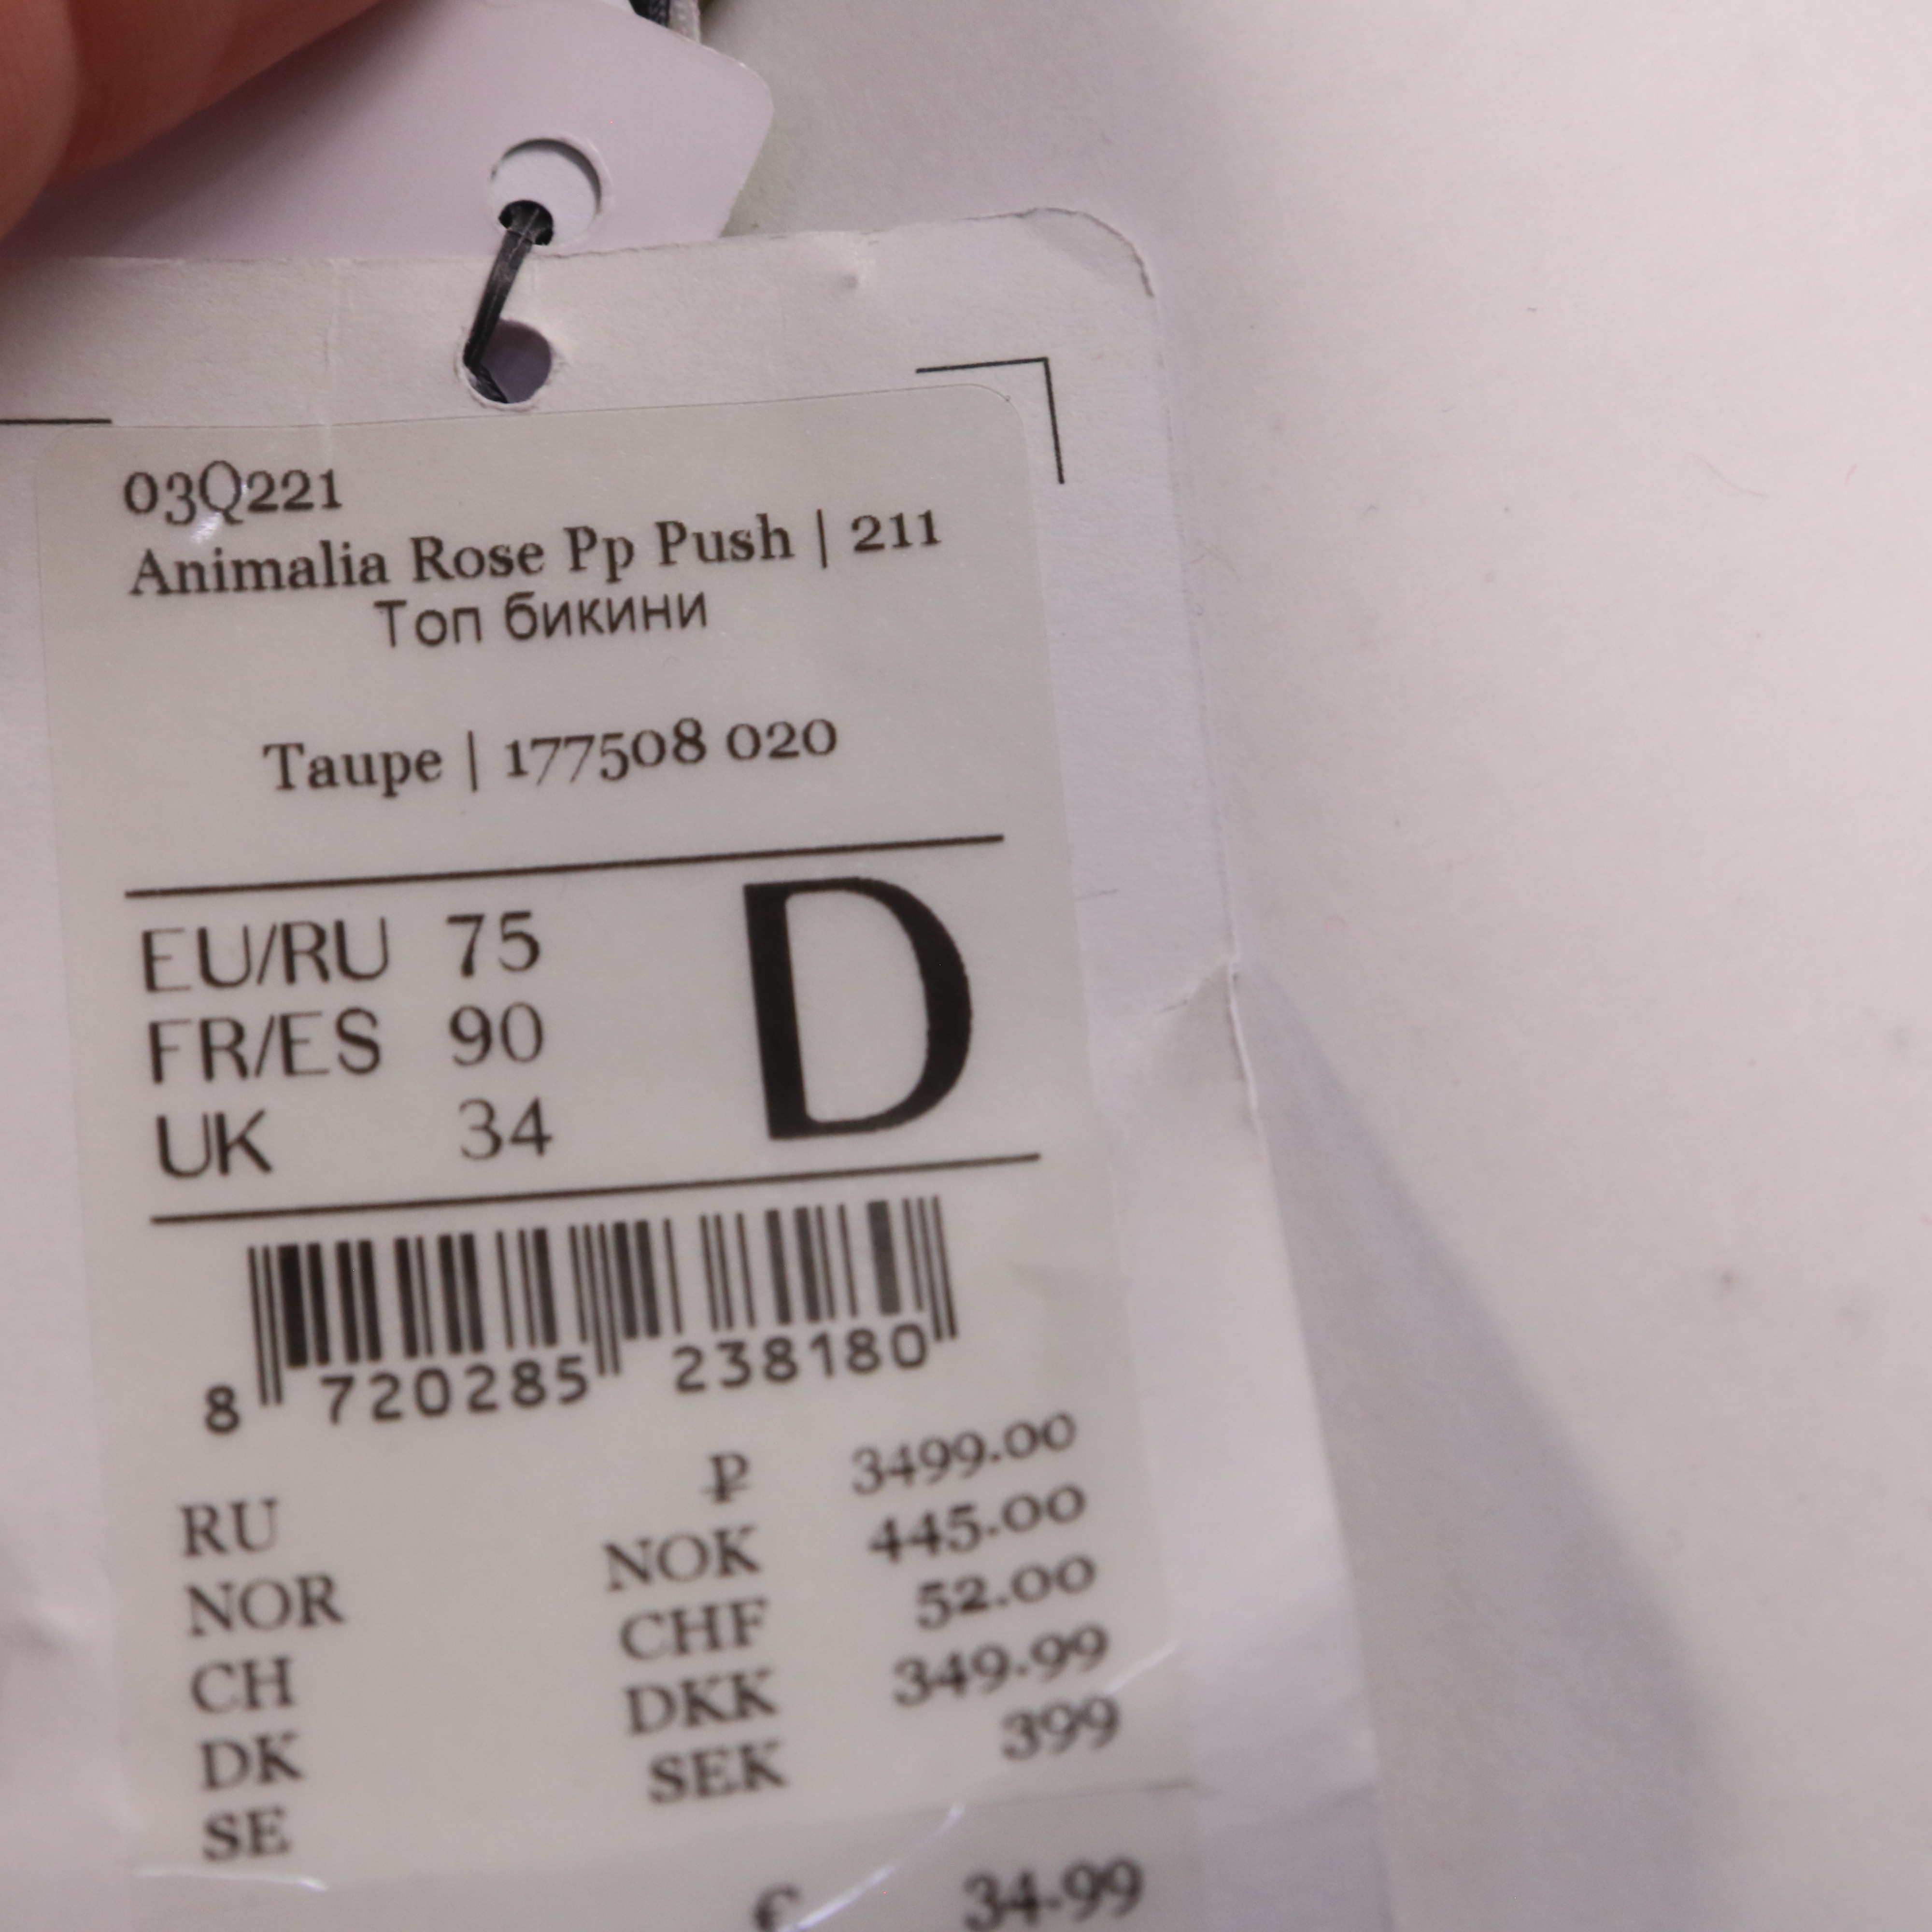 03Q221
Animalia Rose Pp Push | 211
Топ бикини
Taupe | 177508 020
EU/RU 75
FR/ES 90
UK 34
D
8 720285 238180
RU ₽ 3499.00
NOR NOK 445.00
CH CHF 52.00
DK DKK 349.99
SE SEK 399
€ 34.99